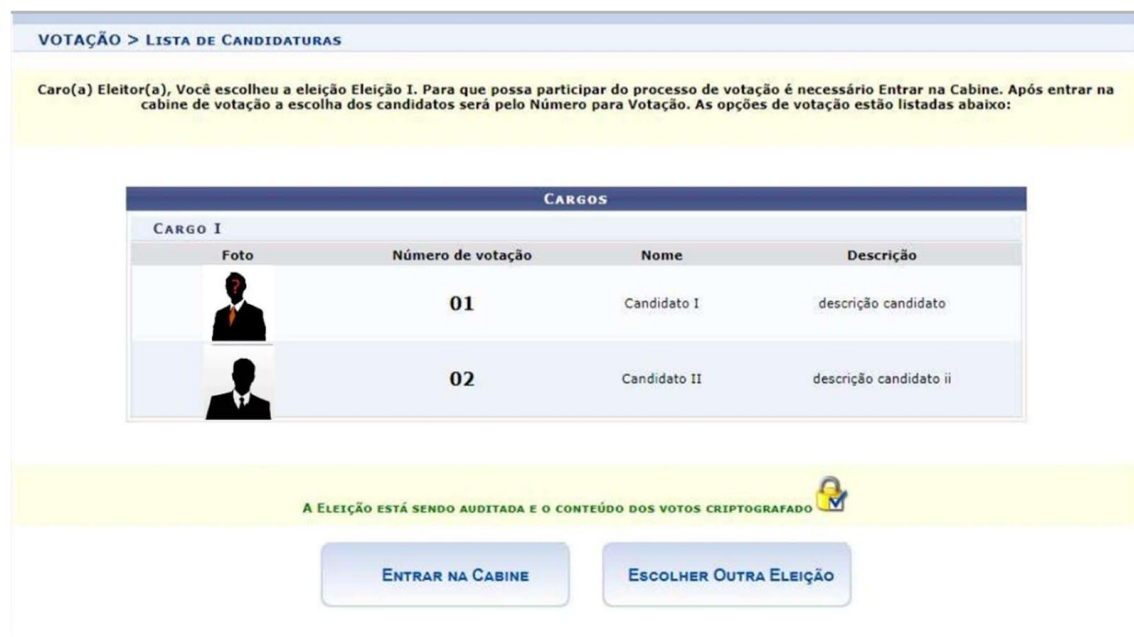 VOTAÇÃO > LISTA DE CANDIDATURAS
Caro(a) Eleitor(a), Você escolheu a eleição Eleição I. Para que possa participar do processo de votação é necessário Entrar na Cabine. Após entrar na
cabine de votação a escolha dos candidatos será pelo Número para Votação. As opções de votação estão listadas abaixo:
CARGOS
CARGO I
Foto Número de votação Nome Descrição
?
01 Candidato I descrição candidato
02 Candidato II descrição candidato ii
A ELEIÇÃO ESTÁ SENDO AUDITADA E O CONTEÚDO DOS VOTOS CRIPTOGRAFADO
ENTRAR NA CABINE ESCOLHER OUTRA ELEIÇÃO